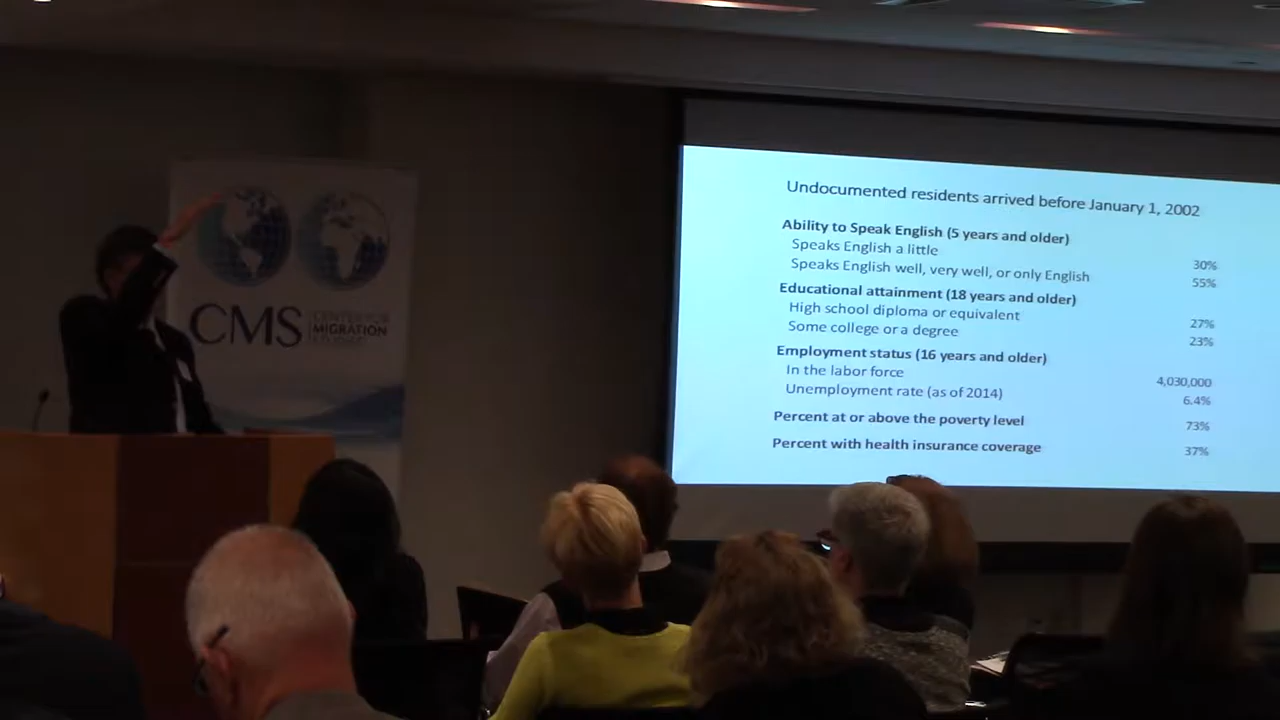 CMS
CENTER FOR
MIGRATION
STUDIES
Undocumented residents arrived before January 1, 2002
Ability to Speak English (5 years and older)
Speaks English a little 30%
Speaks English well, very well, or only English 55%
Educational attainment (18 years and older)
High school diploma or equivalent 27%
Some college or a degree 23%
Employment status (16 years and older)
In the labor force 4,030,000
Unemployment rate (as of 2014) 6.4%
Percent at or above the poverty level 73%
Percent with health insurance coverage 37%